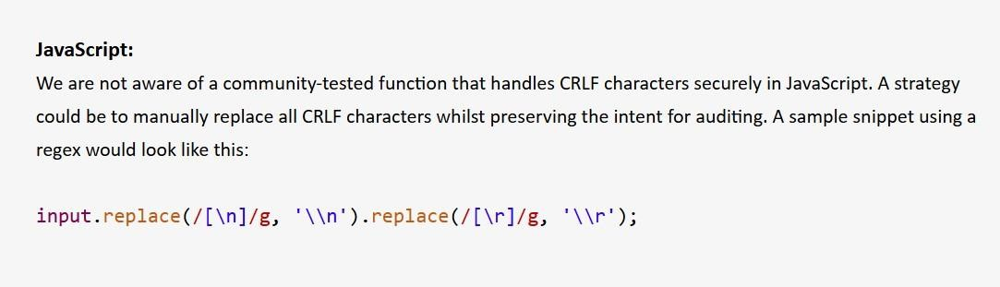 JavaScript:
We are not aware of a community-tested function that handles CRLF characters securely in JavaScript. A strategy
could be to manually replace all CRLF characters whilst preserving the intent for auditing. A sample snippet using a
regex would look like this:
input.replace(/[\n]/g, '\\n').replace(/[\r]/g, '\\r');